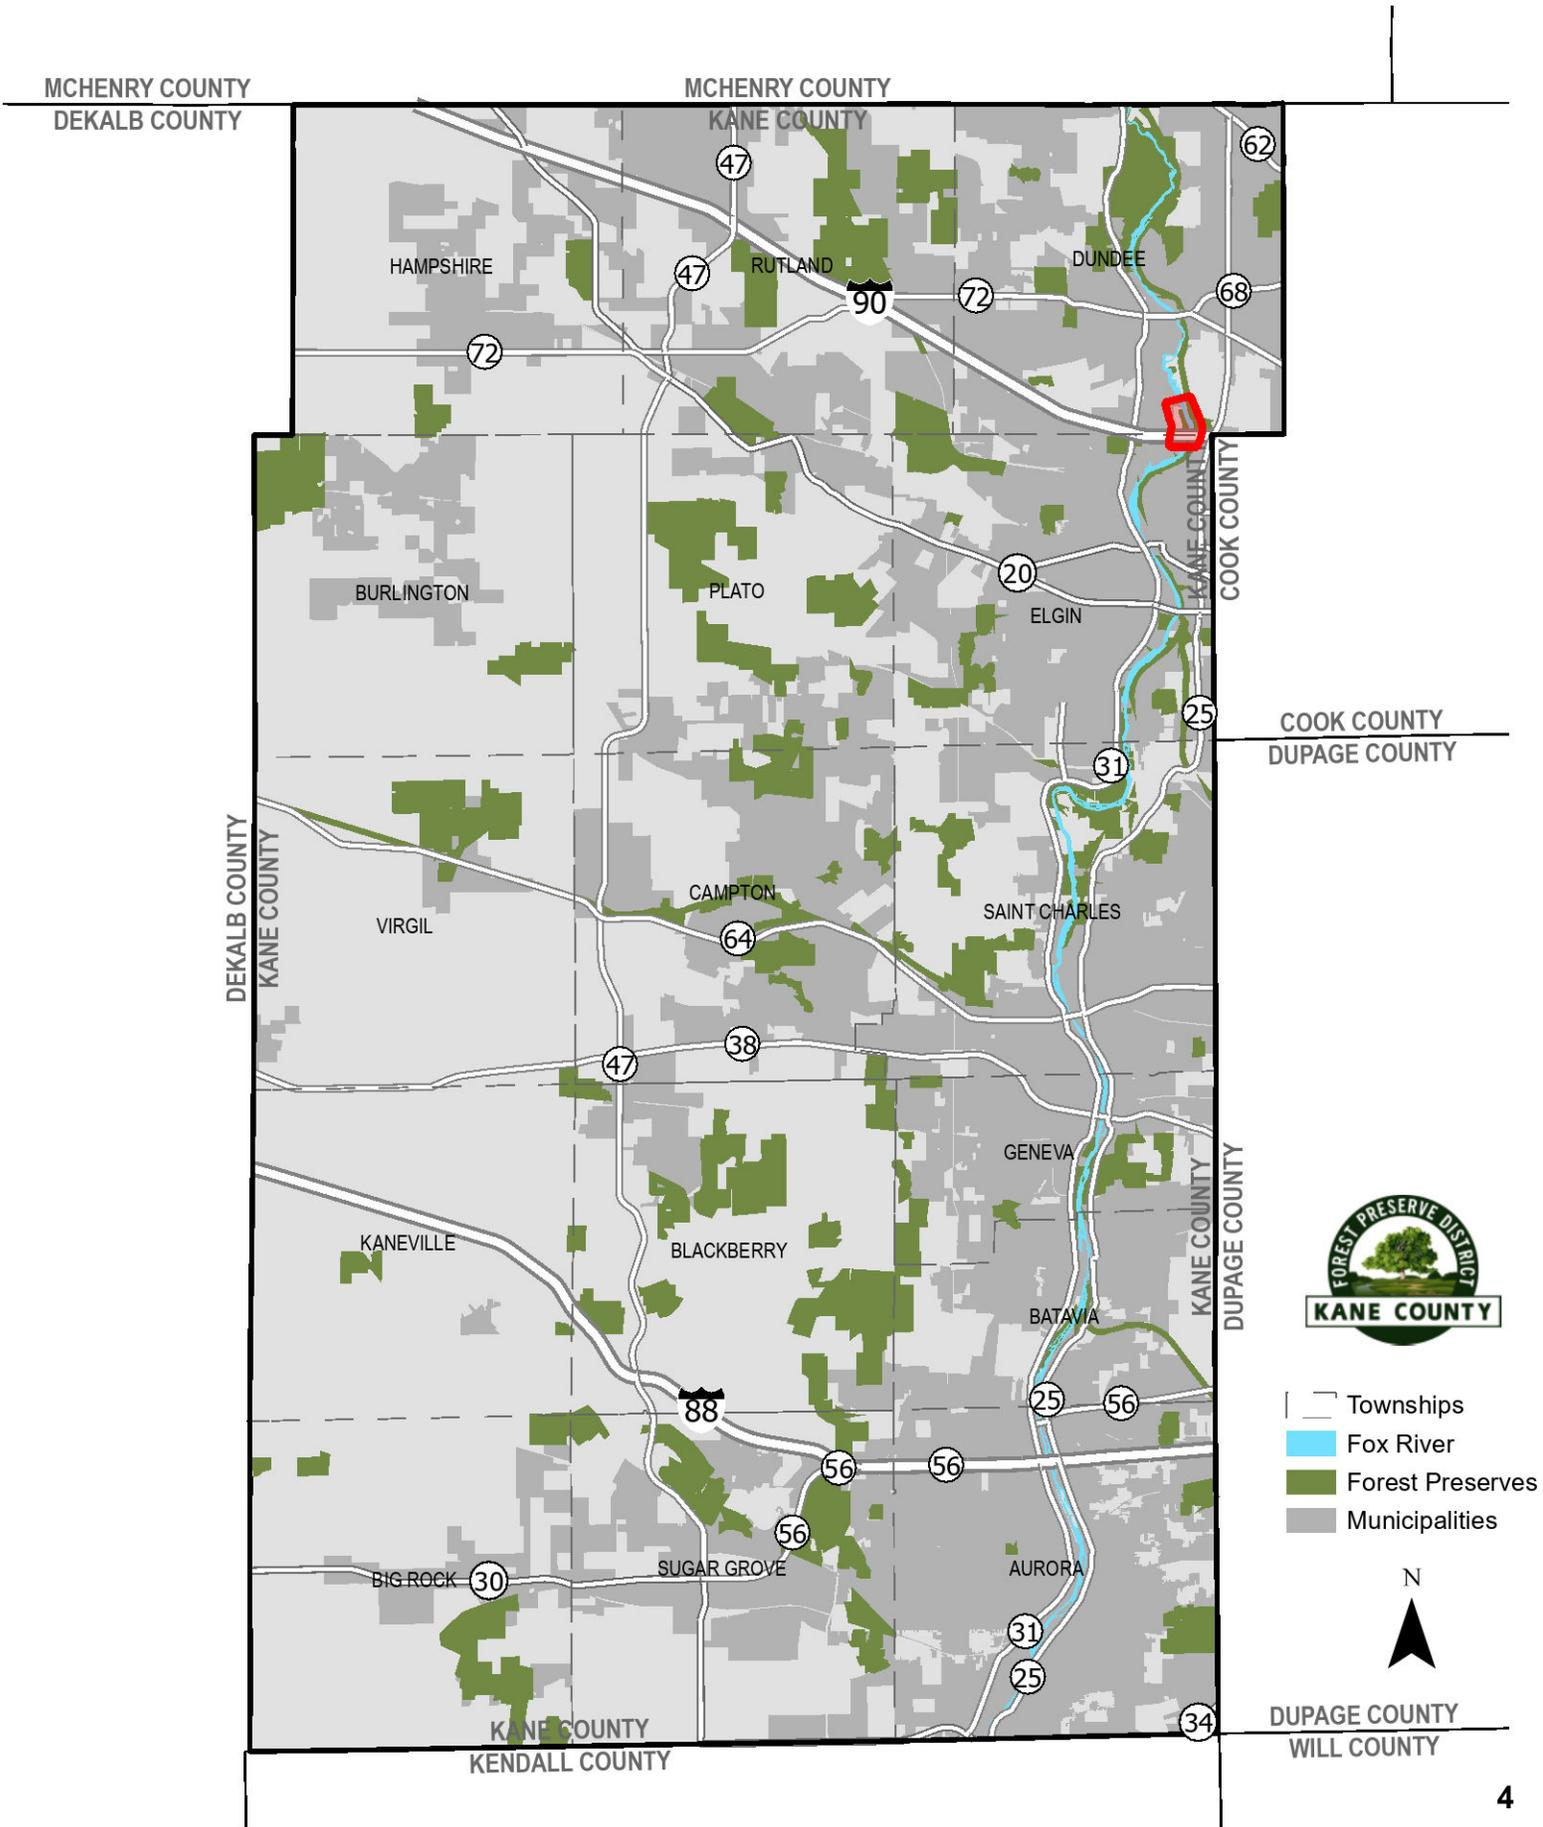 MCHENRY COUNTY
DEKALB COUNTY
MCHENRY COUNTY
KANE COUNTY
62
47
HAMPSHIRE
47
RUTLAND
DUNDEE
90
72
68
72
KANE COUNTY
COOK COUNTY
BURLINGTON
PLATO
20
ELGIN
25
COOK COUNTY
DUPAGE COUNTY
31
DEKALB COUNTY
KANE COUNTY
VIRGIL
CAMPTON
64
SAINT CHARLES
38
47
GENEVA
KANE COUNTY
DUPAGE COUNTY
KANEVILLE
BLACKBERRY
BATAVIA
FOREST PRESERVE DISTRICT
KANE COUNTY
88
25
56
56
56
56
Townships
Fox River
Forest Preserves
Municipalities
N
BIG ROCK
30
SUGAR GROVE
AURORA
31
25
34
KANE COUNTY
KENDALL COUNTY
DUPAGE COUNTY
WILL COUNTY
4